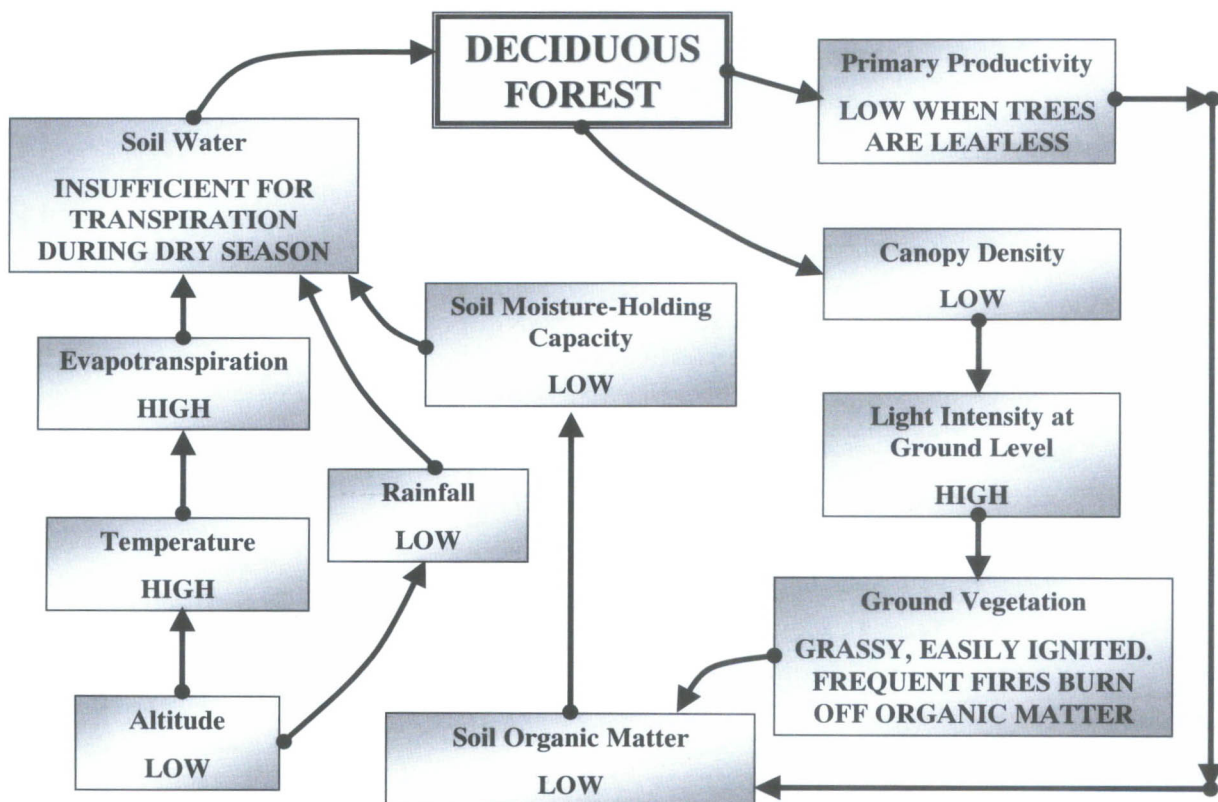 DECIDUOUS
FOREST
Primary Productivity
LOW WHEN TREES
ARE LEAFLESS
Soil Water
INSUFFICIENT FOR
TRANSPIRATION
DURING DRY SEASON
Canopy Density
LOW
Soil Moisture-Holding
Capacity
LOW
Evapotranspiration
HIGH
Light Intensity at
Ground Level
HIGH
Rainfall
LOW
Temperature
HIGH
Ground Vegetation
GRASSY, EASILY IGNITED.
FREQUENT FIRES BURN
OFF ORGANIC MATTER
Altitude
LOW
Soil Organic Matter
LOW